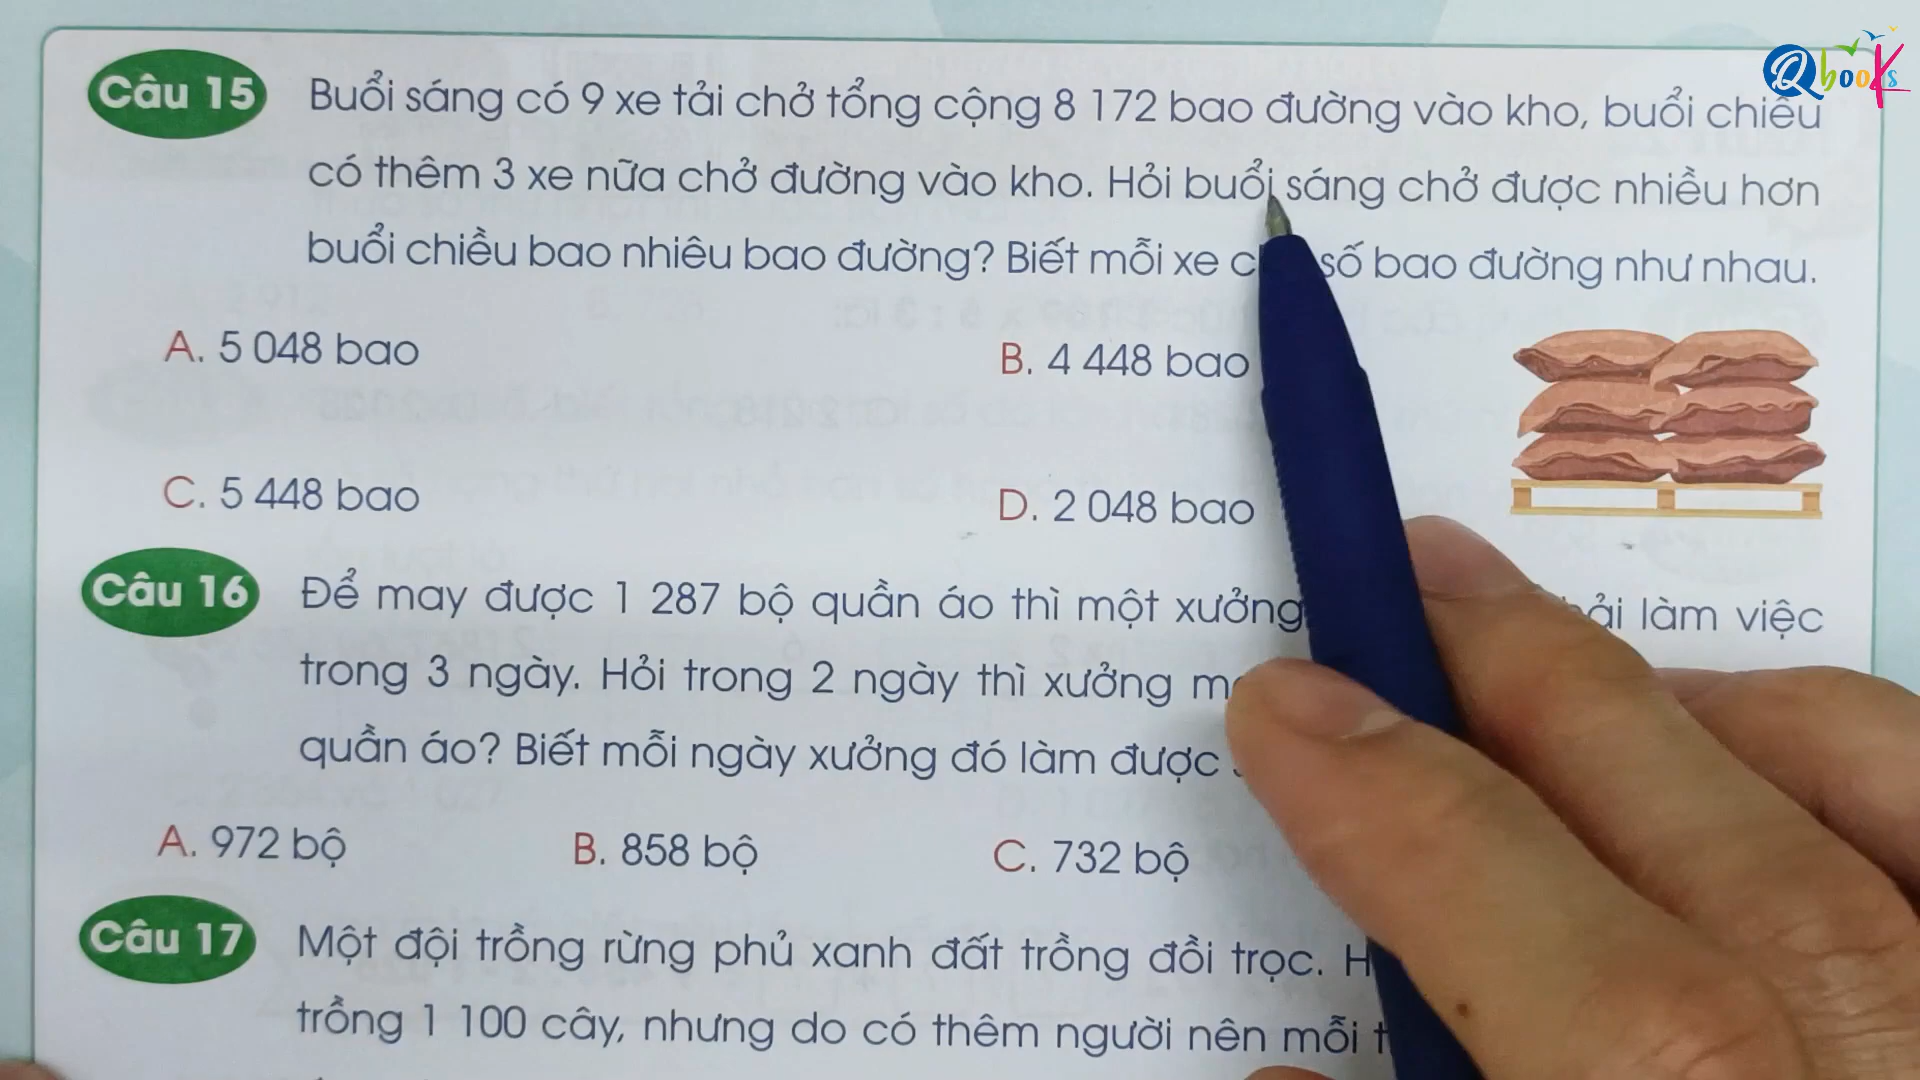 Qbooks
Câu 15 Buổi sáng có 9 xe tải chở tổng cộng 8 172 bao đường vào kho, buổi chiều
có thêm 3 xe nữa chở đường vào kho. Hỏi buổi sáng chở được nhiều hơn
buổi chiều bao nhiêu bao đường? Biết mỗi xe số bao đường như nhau.
A. 5 048 bao B. 4 448 bao
C. 5 448 bao D. 2 048 bao
Câu 16 Để may được 1 287 bộ quần áo thì một xưởng làm việc
trong 3 ngày. Hỏi trong 2 ngày thì xưởng
quần áo? Biết mỗi ngày xưởng đó làm được
A. 972 bộ B. 858 bộ C. 732 bộ
Câu 17 Một đội trồng rừng phủ xanh đất trồng đồi trọc.
trồng 1 100 cây, nhưng do có thêm người nên mỗi